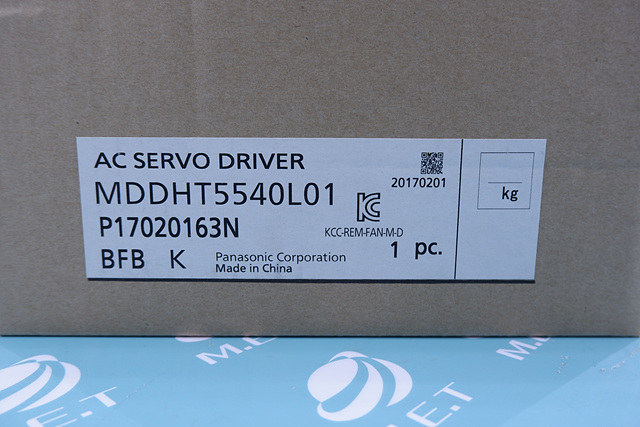 AC SERVO DRIVER
MDDHT5540L01
20170201
kg
P17020163N
KCC-REM-FAN-M-D
BFB K
Panasonic Corporation
Made in China
1 pc.
M.E.T